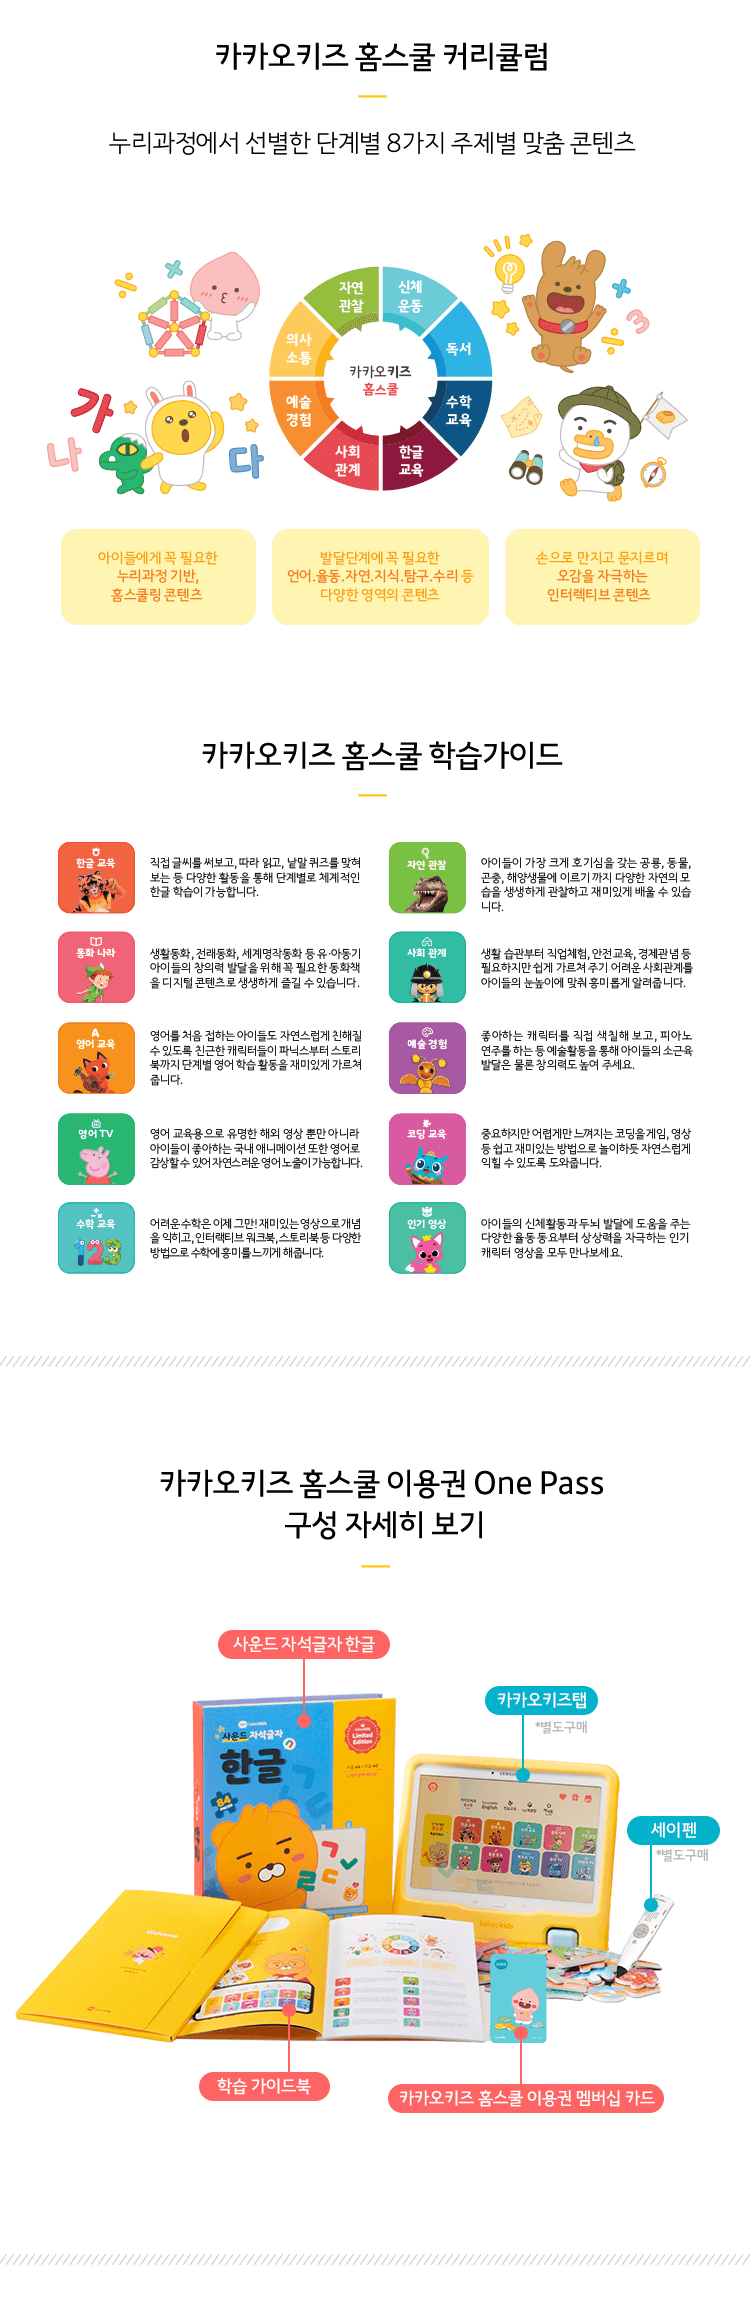 카카오키즈 홈스쿨 커리큘럼
누리과정에서 선별한 단계별 8가지 주제별 맞춤 콘텐츠
자연
관찰
신체
운동
의사
소통
독서
카카오키즈
홈스쿨
예술
경험
수학
교육
사회
관계
한글
교육
가
나
다
3
아이들에게 꼭 필요한
누리과정 기반,
홈스쿨링 콘텐츠
발달단계에 꼭 필요한
언어.율동.자연.지식.탐구.수리 등
다양한 영역의 콘텐츠
손으로 만지고 문지르며
오감을 자극하는
인터렉티브 콘텐츠
카카오키즈 홈스쿨 학습가이드
한글 교육
직접 글씨를 써보고, 따라 읽고, 낱말 퀴즈를 맞혀
보는 등 다양한 활동을 통해 단계별로 체계적인
한글 학습이 가능합니다.
자연 관찰
아이들이 가장 크게 호기심을 갖는 공룡, 동물,
곤충, 해양생물에 이르기까지 다양한 자연의 모
습을 생생하게 관찰하고 재미있게 배울 수 있습
니다.
동화 나라
생활동화, 전래동화, 세계명작동화 등 유·아동기
아이들의 창의력 발달을 위해 꼭 필요한 동화책
을 디지털 콘텐츠로 생생하게 즐길 수 있습니다.
사회 관계
생활 습관부터 직업체험, 안전교육, 경제관념 등
필요하지만 쉽게 가르쳐 주기 어려운 사회관계를
아이들의 눈높이에 맞춰 흥미롭게 알려줍니다.
영어 교육
영어를 처음 접하는 아이들도 자연스럽게 친해질
수 있도록 친근한 캐릭터들이 파닉스부터 스토리
북까지 단계별 영어 학습 활동을 재미있게 가르쳐
줍니다.
예술 경험
좋아하는 캐릭터를 직접 색칠해 보고, 피아노
연주를 하는 등 예술활동을 통해 아이들의 소근육
발달은 물론 창의력도 높여 주세요.
영어 TV
영어 교육용으로 유명한 해외 영상 뿐만 아니라
아이들이 좋아하는 국내 애니메이션 또한 영어로
감상할 수 있어 자연스러운 영어 노출이 가능합니다.
코딩 교육
중요하지만 어렵게만 느껴지는 코딩을 게임, 영상
등 쉽고 재미있는 방법으로 놀이하듯 자연스럽게
익힐 수 있도록 도와줍니다.
수학 교육
123
어려운 수학은 이제 그만! 재미있는 영상으로 개념
을 익히고, 인터랙티브 워크북, 스토리북 등 다양한
방법으로 수학에 흥미를 느끼게 해줍니다.
인기 영상
아이들의 신체활동과 두뇌 발달에 도움을 주는
다양한 율동 동요부터 상상력을 자극하는 인기
캐릭터 영상을 모두 만나보세요.
카카오키즈 홈스쿨 이용권 One Pass
구성 자세히 보기
사운드 자석글자 한글
카카오키즈탭
*별도구매
사운드 자석글자
한글
Limited
Edition
84
세이펜
*별도구매
Welcome
kakaokids
학습 가이드북
카카오키즈 홈스쿨 이용권 멤버십 카드